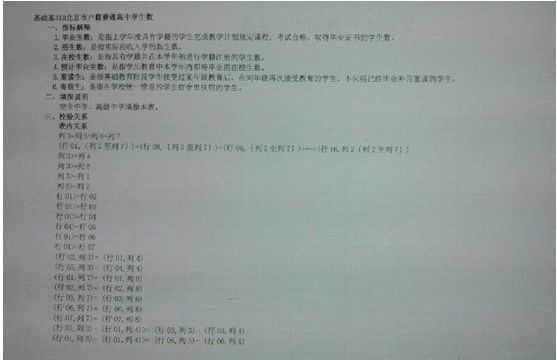 基础基313北京市户籍普通高中学生数
一、指标解释
1.毕业生数：是指上学年度具有学籍的学生完成教学计划规定课程，考试合格，取得毕业证书的学生数。
2.招生数：是指实际招收入学的新生数。
3.在校生数：是指具有学籍并在本学年初进行学籍注册的学生数。
4.预计毕业生数：是指学历教育中本学年内即将毕业的在校生数。
5.重读生：是指基础教育阶段学生接受过某年级教育后，在同年级再次接受教育的学生，不包括已经毕业补习重读的学生。
6.寄宿生：是指在学校统一管理的学生宿舍里住宿的学生。
二、填报说明
完全中学、高级中学填报本表。
三、校验关系
表内关系
列3=列5+列6+列7
(行01,(列2至列7))=(行08,(列2至列7))+(行09,(列2至列7))……(行16,列2(列2至列7))
列3>=列4
列3>=列8
列3>=列1
列3>=列2
行01>=行02
行02>=行03
行01>=行04
行04>=行05
行01>=行06
行01>行07
(行02,列3)>(行01,列4)
(行05,列3)>(行04,列4)
(行01,列7)=(行01,列8)
(行02,列7)=(行02,列8)
(行03,列7)=(行03,列8)
(行06,列7)=(行06,列8)
(行07,列7)=(行07,列8)
(行01,列3)-(行01,列4)>=(行03,列3)-(行03,列4)
(行01,列3)-(行01,列4)>=(行06,列3)-(行06,列4)